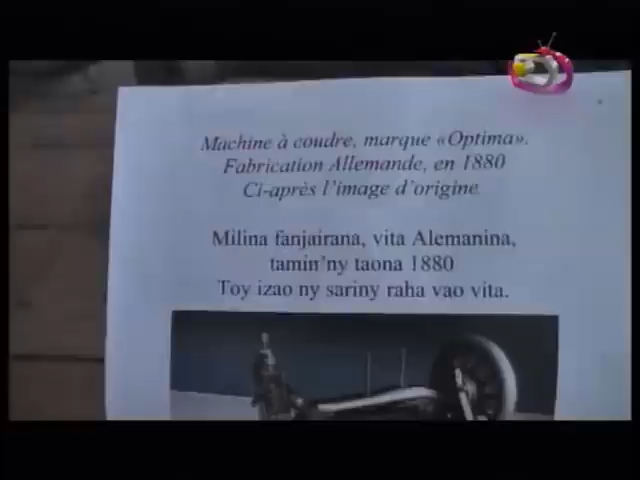 Machine à coudre, marque «Optima».
Fabrication Allemande, en 1880
Ci-après l'image d'origine
Milina fanjairana, vita Alemanina,
tamin'ny taona 1880
Toy izao ny sariny raha vao vita.